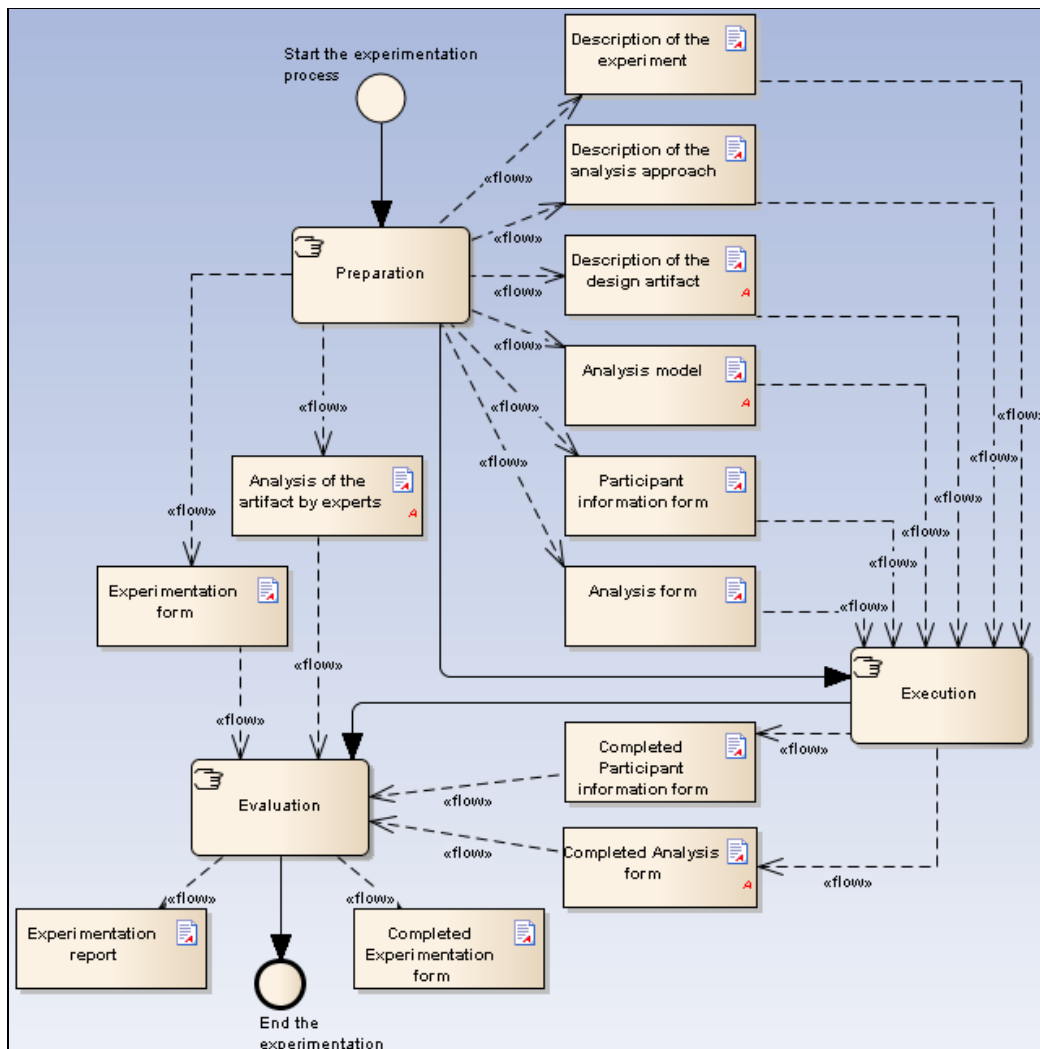 Start the experimentation
process
Description of the
experiment
«flow»
Description of the
analysis approach
«flow»
Preparation
Description of the
design artifact
«flow»
«flow»
Analysis model
«flow»
«flow»
«flow»
«flow»
Analysis of the
artifact by experts
Participant
information form
«flow»
«flow»
«flow»
«flow»
Experimentation
form
Analysis form
«flow»
«flow»
«flow»
«flow»
Execution
«flow»
Completed
Participant
information form
«flow»
Evaluation
«flow»
Completed Analysis
form
«flow»
«flow»
«flow»
«flow»
Experimentation
report
Completed
Experimentation
form
End the
experimentation